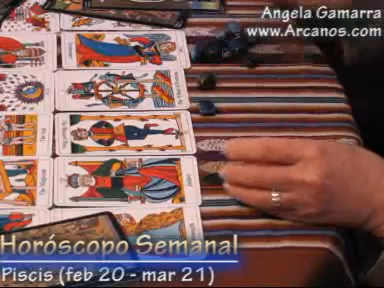 Angela Gamarra
www.Arcanos.com
Horóscopo Semanal
Piscis (feb 20 - mar 21)